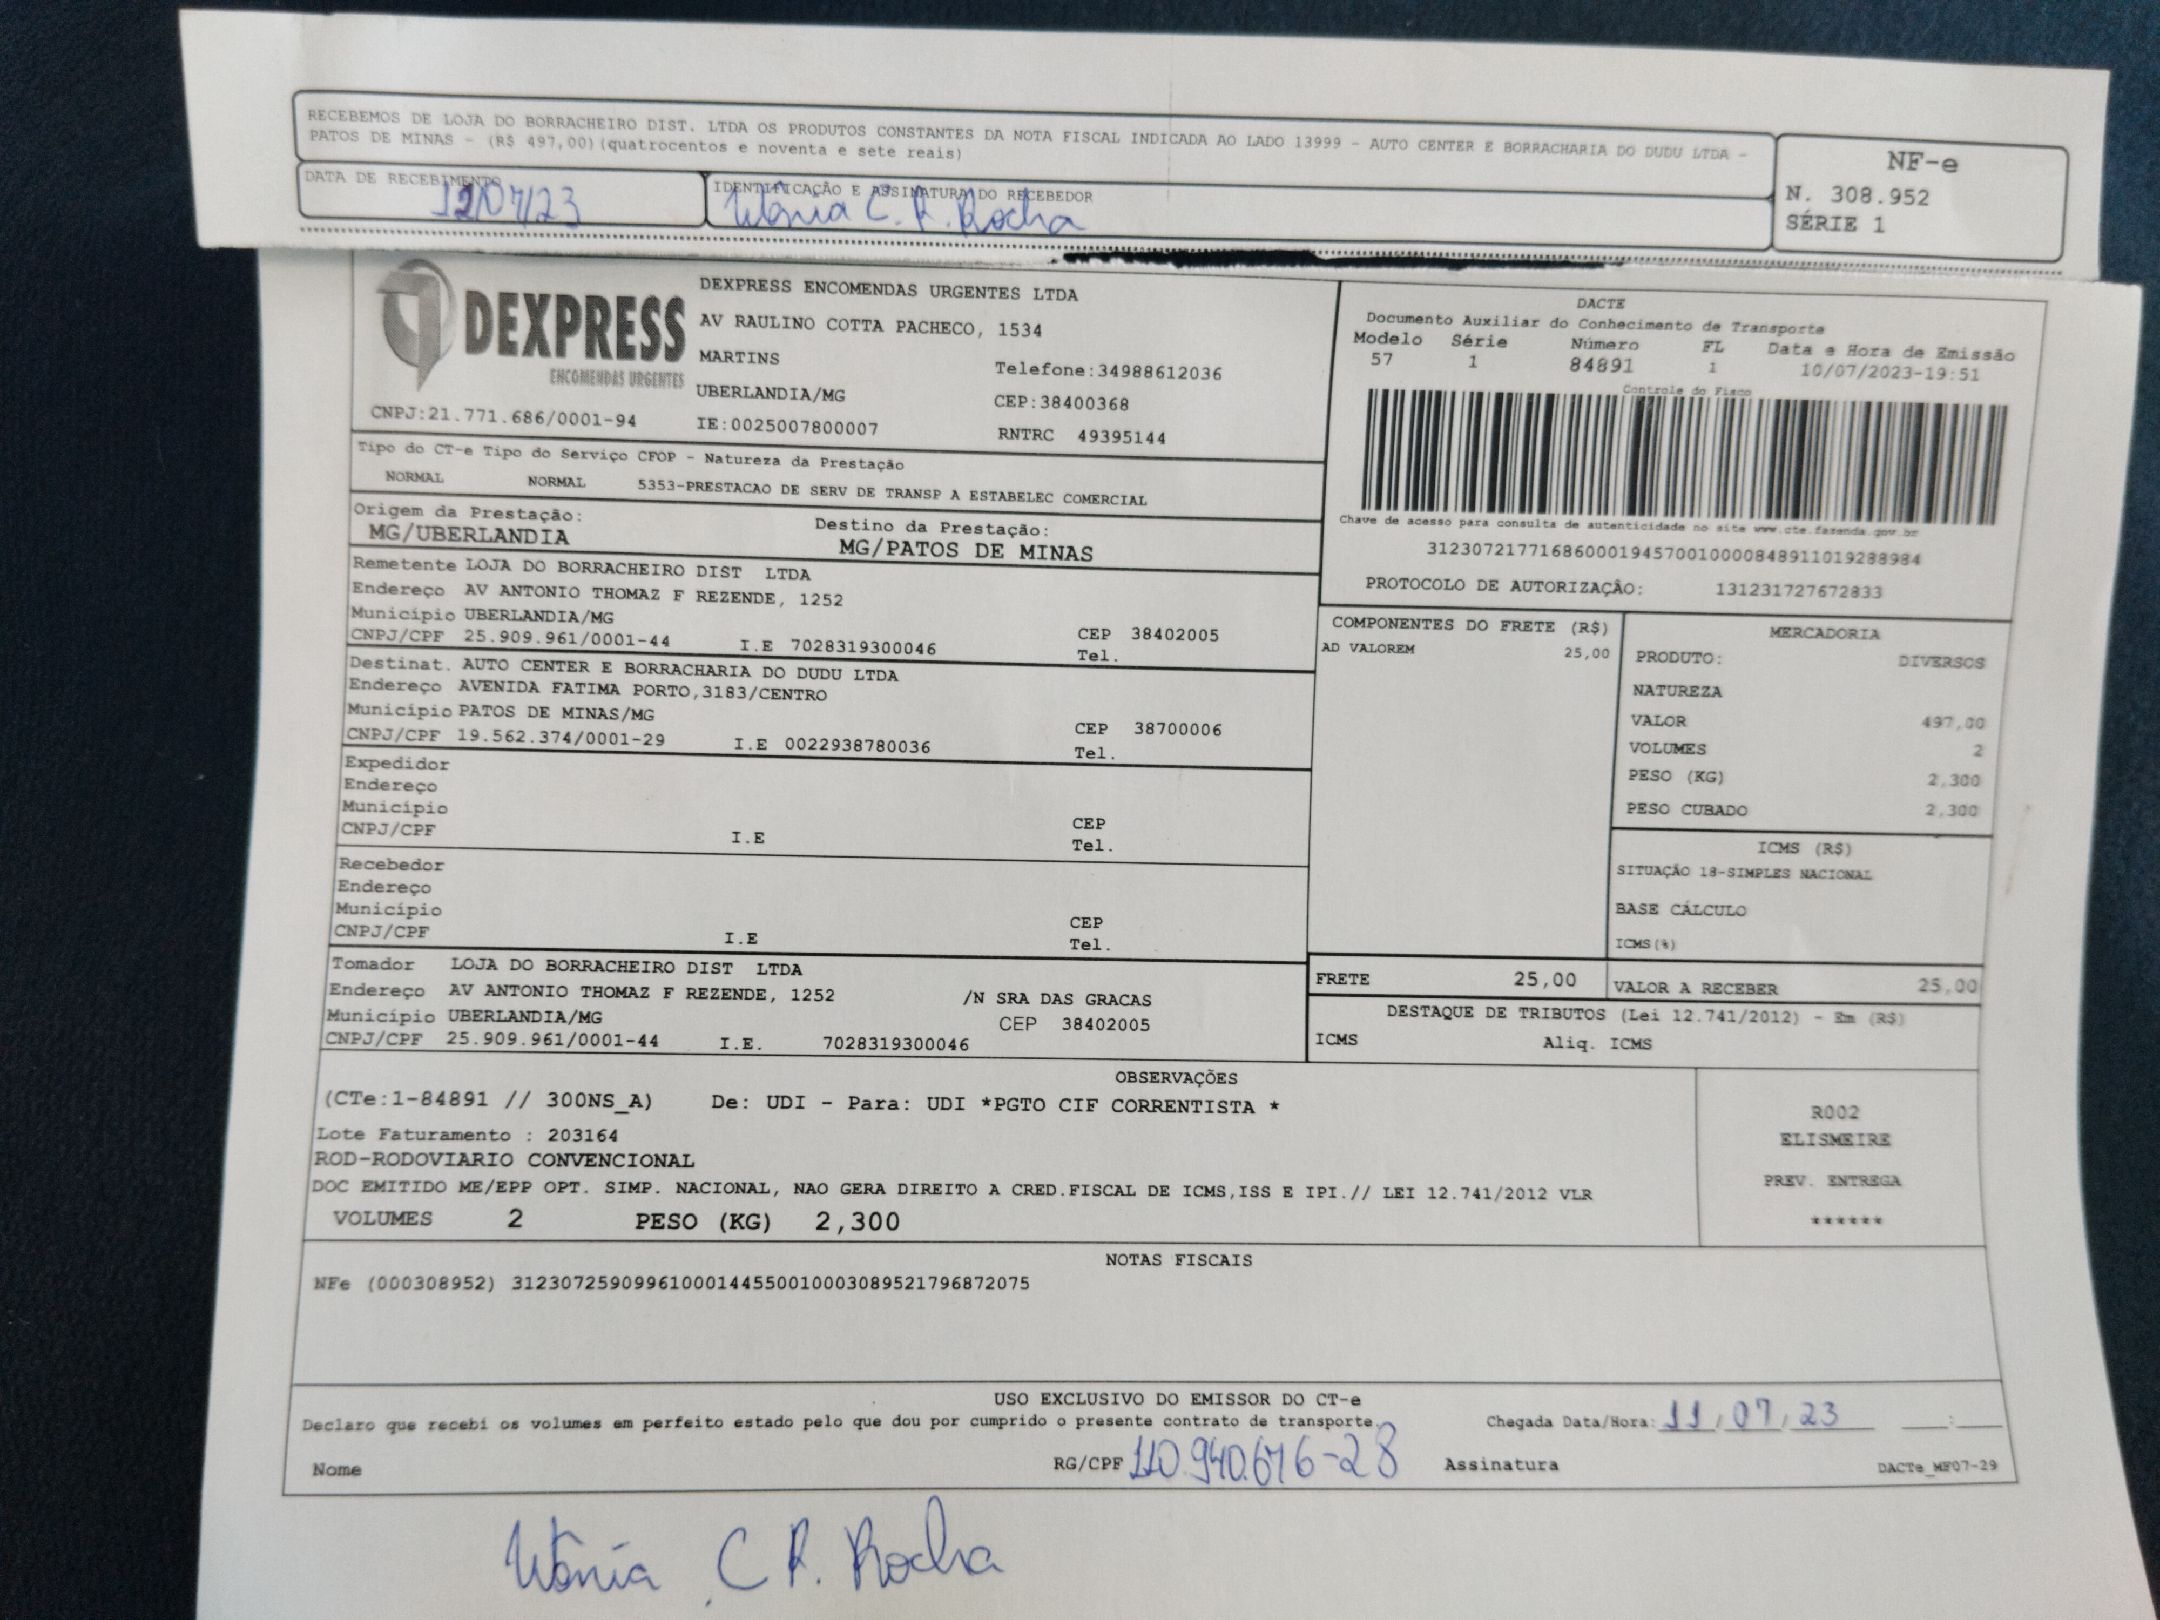 RECEBEMOS DE LOJA DO BORRACHEIRO DIST. LTDA OS PRODUTOS CONSTANTES DA NOTA FISCAL INDICADA AO LADO 13999 - AUTO CENTER E BORRACHARIA DO DUDU LTDA -
PATOS DE MINAS - (R$ 497,00)(quatrocentos e noventa e sete reais)
DATA DE RECEBIMENTO
12/07/23
IDENTIFICAÇÃO E ASSINATURA DO RECEBEDOR
Wânia C. R. Rocha
NF-e
N. 308.952
SÉRIE 1
DEXPRESS
ENCOMENDAS URGENTES
CNPJ:21.771.686/0001-94
DEXPRESS ENCOMENDAS URGENTES LTDA
AV RAULINO COTTA PACHECO, 1534
MARTINS Telefone:34988612036
UBERLANDIA/MG CEP:38400368
IE:0025007800007 RNTRC 49395144
DACTE
Documento Auxiliar do Conhecimento de Transporte
Modelo Série Número FL Data e Hora de Emissão
57 1 84891 1 10/07/2023-19:51
Controle do Fisco
Chave de acesso para consulta de autenticidade no site www.cte.fazenda.gov.br
31230721771686000194570010000848911019288984
PROTOCOLO DE AUTORIZAÇÃO: 131231727672833
Tipo do CT-e Tipo do Serviço CFOP - Natureza da Prestação
NORMAL NORMAL 5353-PRESTACAO DE SERV DE TRANSP A ESTABELEC COMERCIAL
Origem da Prestação: Destino da Prestação:
MG/UBERLANDIA MG/PATOS DE MINAS
Remetente LOJA DO BORRACHEIRO DIST LTDA
Endereço AV ANTONIO THOMAZ F REZENDE, 1252
Município UBERLANDIA/MG CEP 38402005
CNPJ/CPF 25.909.961/0001-44 I.E 7028319300046 Tel.
Destinat. AUTO CENTER E BORRACHARIA DO DUDU LTDA
Endereço AVENIDA FATIMA PORTO,3183/CENTRO
Município PATOS DE MINAS/MG CEP 38700006
CNPJ/CPF 19.562.374/0001-29 I.E 0022938780036 Tel.
Expedidor
Endereço
Município CEP
CNPJ/CPF I.E Tel.
Recebedor
Endereço
Município CEP
CNPJ/CPF I.E Tel.
Tomador LOJA DO BORRACHEIRO DIST LTDA
Endereço AV ANTONIO THOMAZ F REZENDE, 1252 /N SRA DAS GRACAS
Município UBERLANDIA/MG CEP 38402005
CNPJ/CPF 25.909.961/0001-44 I.E. 7028319300046
COMPONENTES DO FRETE (R$)
AD VALOREM 25,00
MERCADORIA
PRODUTO: DIVERSOS
NATUREZA
VALOR 497,00
VOLUMES 2
PESO (KG) 2,300
PESO CUBADO 2,300
ICMS (R$)
SITUAÇÃO 18-SIMPLES NACIONAL
BASE CÁLCULO
ICMS(%)
FRETE 25,00 VALOR A RECEBER 25,00
DESTAQUE DE TRIBUTOS (Lei 12.741/2012) - Em (R$)
ICMS Aliq. ICMS
OBSERVAÇÕES
(CTe:1-84891 // 300NS_A) De: UDI - Para: UDI *PGTO CIF CORRENTISTA *
Lote Faturamento : 203164
ROD-RODOVIARIO CONVENCIONAL
DOC EMITIDO ME/EPP OPT. SIMP. NACIONAL, NAO GERA DIREITO A CRED.FISCAL DE ICMS,ISS E IPI.// LEI 12.741/2012 VLR
VOLUMES 2 PESO (KG) 2,300
R002
ELISMEIRE
PREV. ENTREGA
******
NOTAS FISCAIS
NFe (000308952) 31230725909961000144550010003089521796872075
USO EXCLUSIVO DO EMISSOR DO CT-e
Declaro que recebi os volumes em perfeito estado pelo que dou por cumprido o presente contrato de transporte. Chegada Data/Hora: 11/07/23 __:__
Nome RG/CPF 110.940.676-28 Assinatura DACTe_MF07-29
Wânia C R. Rocha